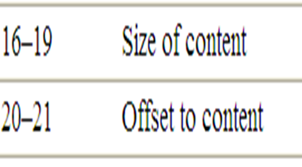 16–19 Size of content
20–21 Offset to content